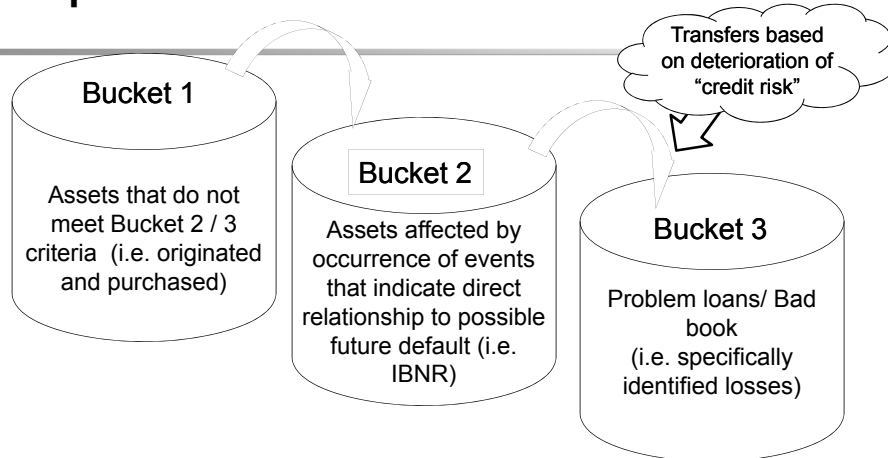 Transfers based
on deterioration of
“credit risk”
Bucket 1
Assets that do not
meet Bucket 2 / 3
criteria (i.e. originated
and purchased)
Bucket 2
Assets affected by
occurrence of events
that indicate direct
relationship to possible
future default (i.e.
IBNR)
Bucket 3
Problem loans/ Bad
book
(i.e. specifically
identified losses)